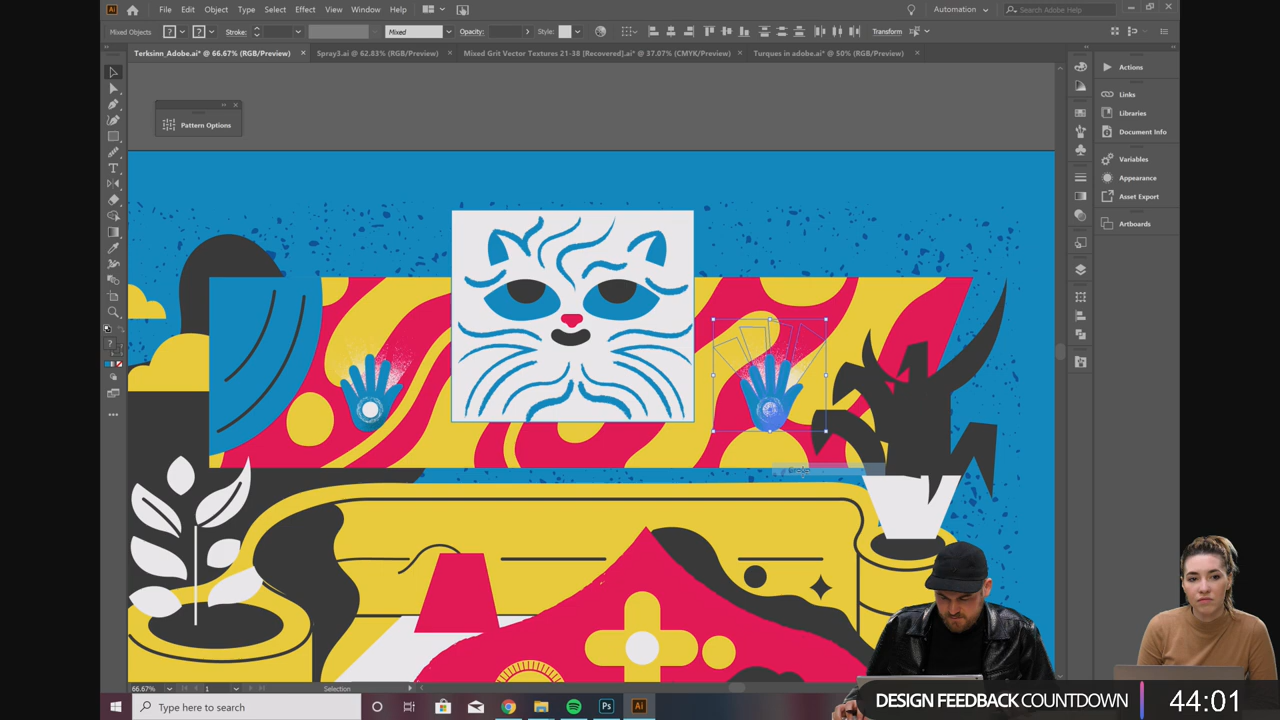 File Edit Object Type Select Effect View Window Help Automation Search Adobe Help
Mixed Objects ? ? Stroke: Mixed Opacity: Style: Transform
Terksinn_Adobe.ai* @ 66.67% (RGB/Preview) × Spray3.ai @ 62.83% (RGB/Preview) × Mixed Grit Vector Textures 21-38 [Recovered].ai* @ 37.07% (CMYK/Preview) × Turques in adobe.ai* @ 50% (RGB/Preview) ×
Pattern Options
Actions
Links
Libraries
Document Info
Variables
Appearance
Asset Export
Artboards
66.67% 1 Selection
Type here to search
Ps Ai
DESIGN FEEDBACK COUNTDOWN 44:01